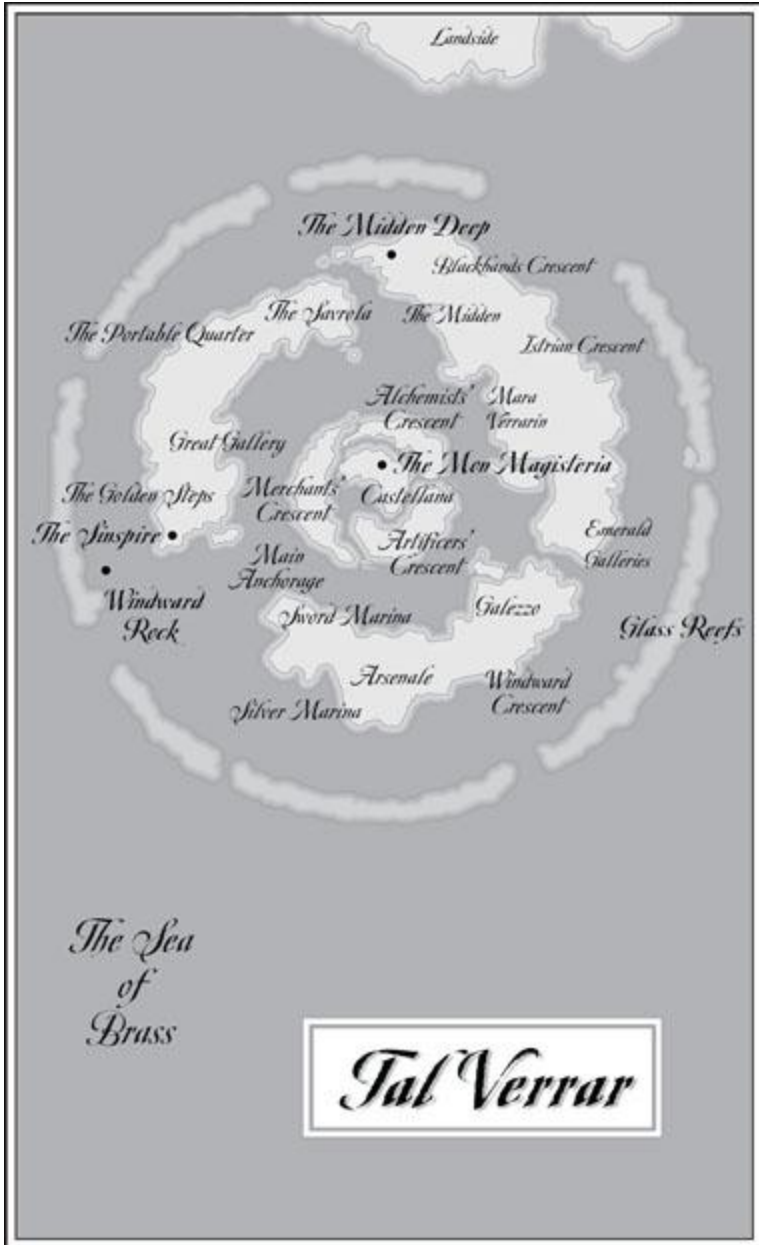 Landside
The Midden Deep
Blackhands Crescent
The Savrola
The Midden
The Portable Quarter
Istrian Crescent
Alchemists'
Crescent
Mara
Verrarin
Great Gallery
The Mon Magisteria
The Golden Steps
Merchants'
Crescent
Castellana
The Sinspire
Artificers'
Crescent
Emerald
Galleries
Main
Anchorage
Windward
Rock
Sword Marina
Galezzo
Glass Reefs
Arsenale
Windward
Crescent
Silver Marina
The Sea
of
Brass
Tal Verrar